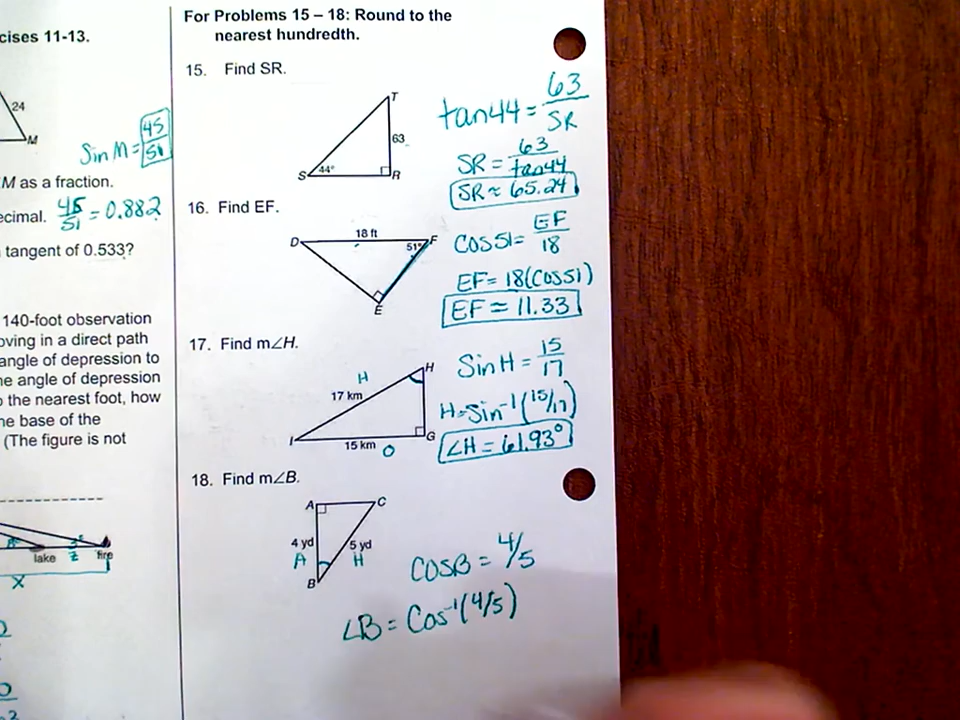 cises 11-13.
24
M
Sin M = 45/51
M as a fraction.
ecimal. 45/51 = 0.882
tangent of 0.533?
140-foot observation
oving in a direct path
angle of depression to
he angle of depression
o the nearest foot, how
he base of the
(The figure is not
lake
fire
z
x
For Problems 15 – 18: Round to the
nearest hundredth.
15. Find SR.
T
63
S 44° R
tan44 = 63/SR
SR = 63/tan44
SR ≈ 65.24
16. Find EF.
18 ft
D 51° F
E
COS51 = EF/18
EF = 18(COS51)
EF ≈ 11.33
17. Find m∠H.
H
H
17 km
I 15 km G
O
Sin H = 15/17
H = Sin⁻¹(15/17)
∠H = 61.93°
18. Find m∠B.
A C
4 yd 5 yd
A H
B
COSB = 4/5
∠B = Cos⁻¹(4/5)